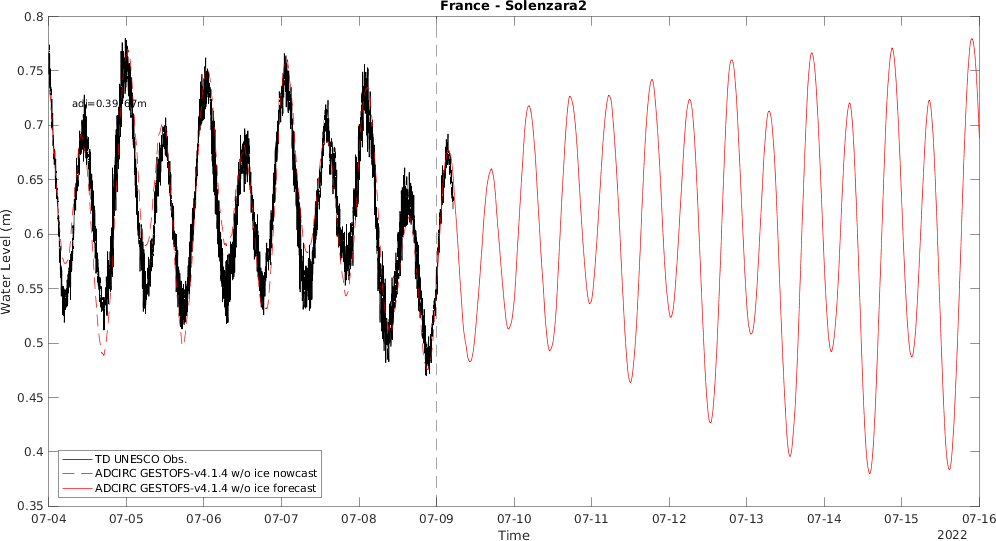 France - Solenzara2
0.8
0.75
0.7
0.65
0.6
0.55
0.5
0.45
0.4
0.35
Water Level (m)
TD UNESCO Obs.
ADCIRC GESTOFS-v4.1.4 w/o ice nowcast
ADCIRC GESTOFS-v4.1.4 w/o ice forecast
07-04 07-05 07-06 07-07 07-08 07-09 07-10 07-11 07-12 07-13 07-14 07-15 07-16
Time
2022